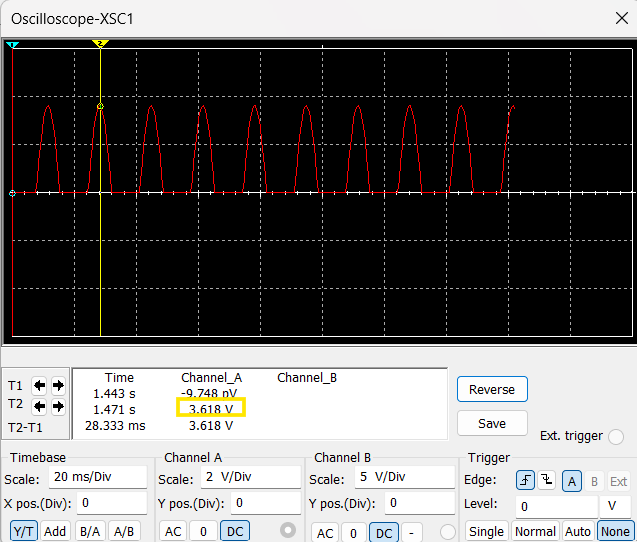 Oscilloscope-XSC1
1
2
Time Channel_A Channel_B
T1 1.443 s -9.748 pV
T2 1.471 s 3.618 V
T2-T1 28.333 ms 3.618 V
Reverse
Save
Ext. trigger
Timebase
Scale: 20 ms/Div
X pos.(Div): 0
Y/T Add B/A A/B
Channel A
Scale: 2 V/Div
Y pos.(Div): 0
AC 0 DC
Channel B
Scale: 5 V/Div
Y pos.(Div): 0
AC 0 DC -
Trigger
Edge: A B Ext
Level: 0 V
Single Normal Auto None